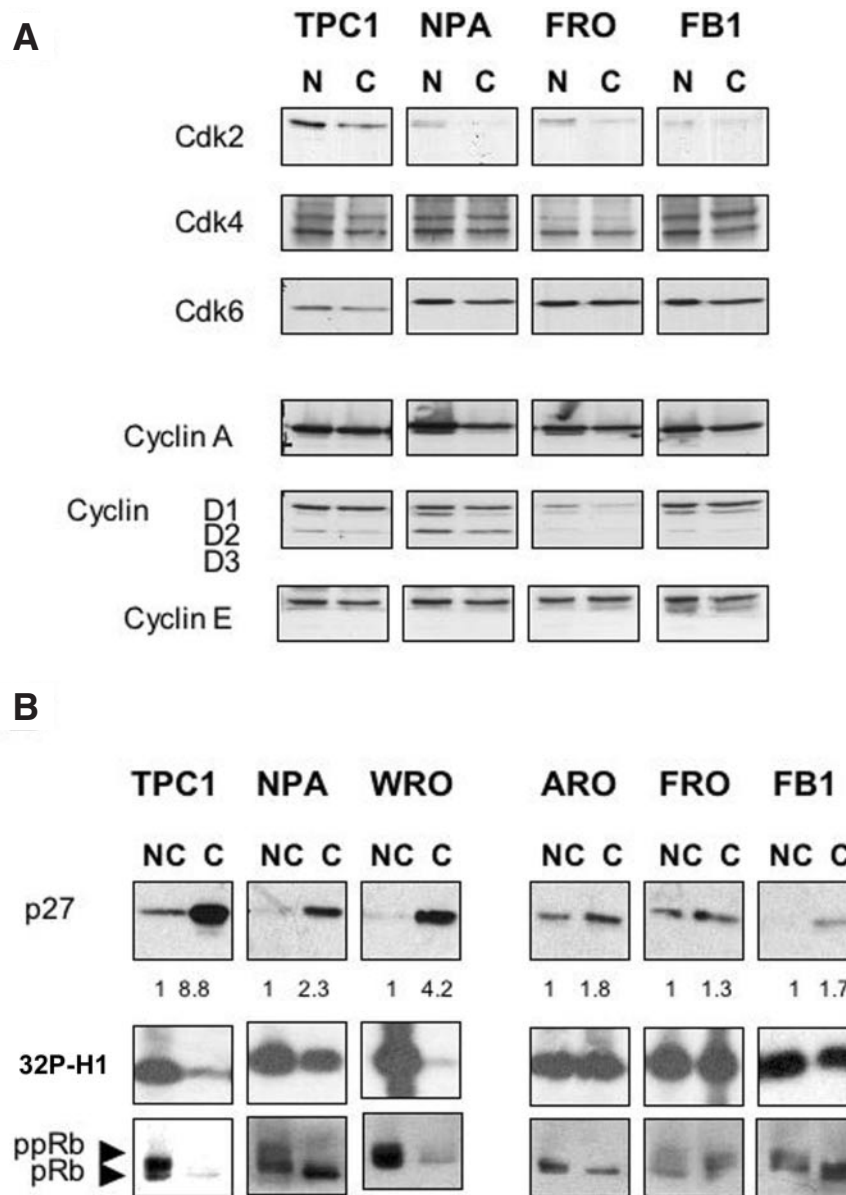 A
TPC1 NPA FRO FB1
N C N C N C N C
Cdk2
Cdk4
Cdk6
Cyclin A
Cyclin D1
D2
D3
Cyclin E
B
TPC1 NPA WRO ARO FRO FB1
NC C NC C NC C NC C NC C NC C
p27
1 8.8 1 2.3 1 4.2 1 1.8 1 1.3 1 1.7
32P-H1
ppRb
pRb